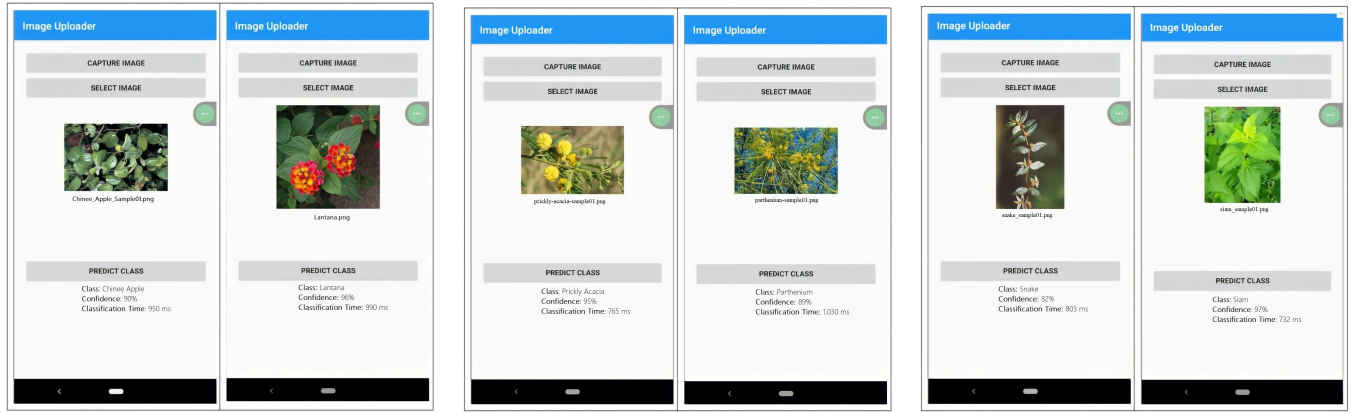 Image Uploader
CAPTURE IMAGE
SELECT IMAGE
Chinee_Apple_Sample01.png
PREDICT CLASS
Class: Chinee Apple
Confidence: 90%
Classification Time: 950 ms
Image Uploader
CAPTURE IMAGE
SELECT IMAGE
Lantana.png
PREDICT CLASS
Class: Lantana
Confidence: 96%
Classification Time: 990 ms
Image Uploader
CAPTURE IMAGE
SELECT IMAGE
prickly-acacia-sample01.png
PREDICT CLASS
Class: Prickly Acacia
Confidence: 95%
Classification Time: 765 ms
Image Uploader
CAPTURE IMAGE
SELECT IMAGE
parthenium-sample01.png
PREDICT CLASS
Class: Parthenium
Confidence: 89%
Classification Time: 1,030 ms
Image Uploader
CAPTURE IMAGE
SELECT IMAGE
snake_sample01.png
PREDICT CLASS
Class: Snake
Confidence: 82%
Classification Time: 803 ms
Image Uploader
CAPTURE IMAGE
SELECT IMAGE
siam_sample01.png
PREDICT CLASS
Class: Siam
Confidence: 97%
Classification Time: 732 ms